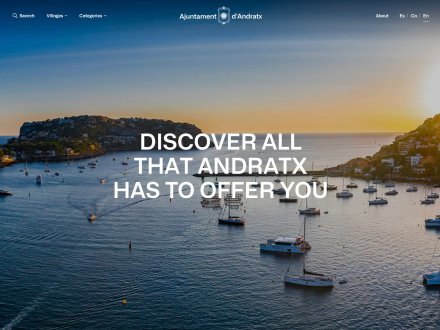 Search Villages Categories Ajuntament d'Andratx About Es / Ca / En
DISCOVER ALL
THAT ANDRATX
HAS TO OFFER YOU